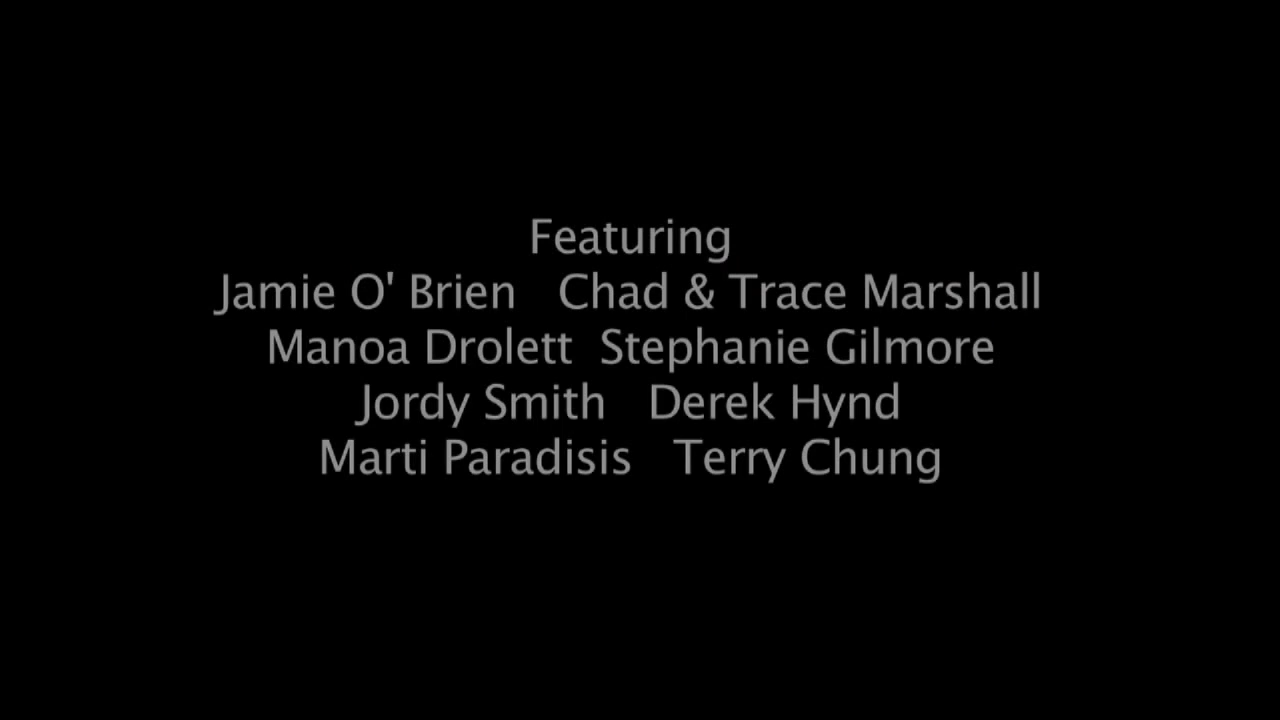 Featuring
Jamie O' Brien   Chad & Trace Marshall
Manoa Drolett  Stephanie Gilmore
Jordy Smith   Derek Hynd
Marti Paradisis   Terry Chung